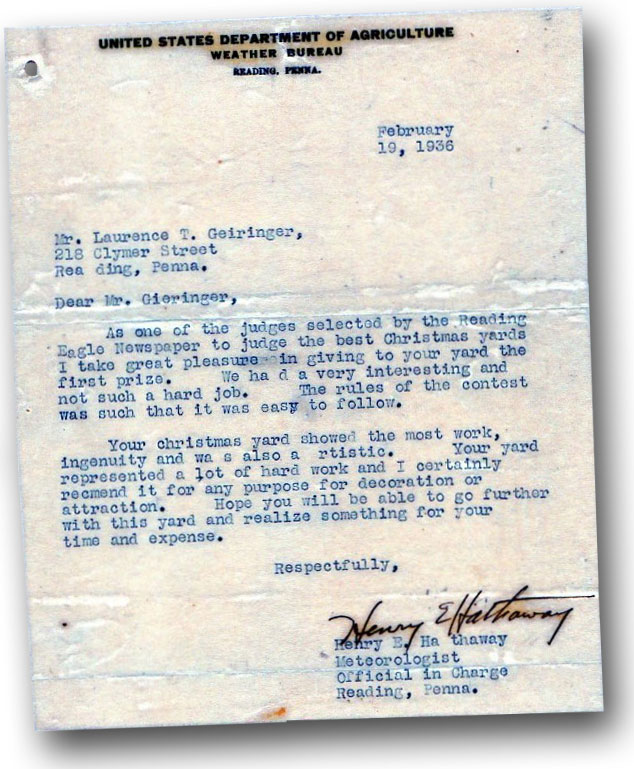 UNITED STATES DEPARTMENT OF AGRICULTURE
WEATHER BUREAU
READING, PENNA.
February
19, 1936
Mr. Laurence T. Geiringer,
218 Clymer Street
Rea ding, Penna.
Dear Mr. Gieringer,
As one of the judges selected by the Reading
Eagle Newspaper to judge the best Christmas yards
I take great pleasure in giving to your yard the
first prize. We ha d a very interesting and
not such a hard job. The rules of the contest
was such that it was easy to follow.
Your christmas yard showed the most work,
ingenuity and wa s also a rtistic. Your yard
represented a lot of hard work and I certainly
recmend it for any purpose for decoration or
attraction. Hope you will be able to go further
with this yard and realize something for your
time and expense.
Respectfully,
Henry E Hathaway
Henry E. Ha thaway
Meteorologist
Official in Charge
Reading, Penna.